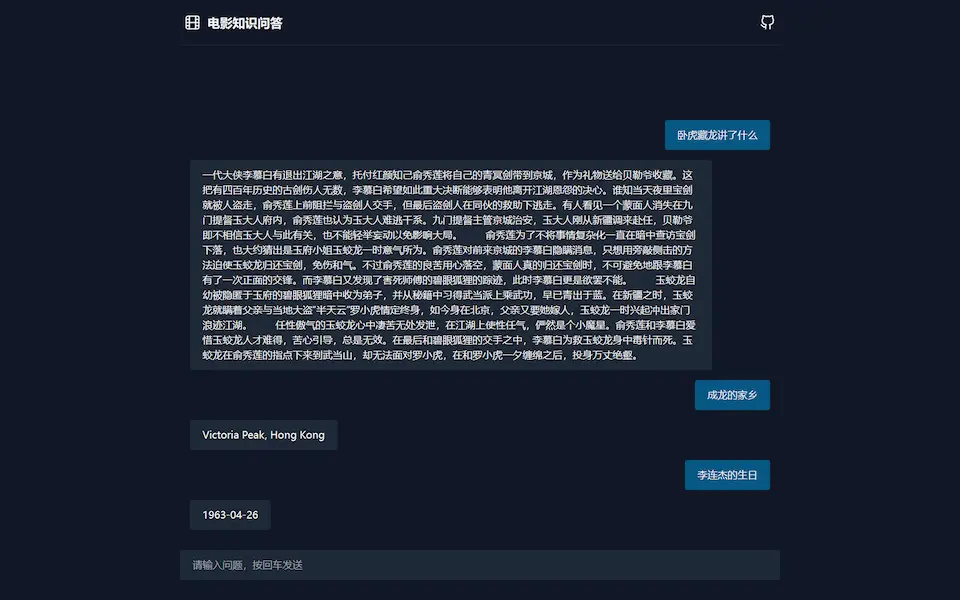 电影知识问答
卧虎藏龙讲了什么
一代大侠李慕白有退出江湖之意，托付红颜知己俞秀莲将自己的青冥剑带到京城，作为礼物送给贝勒爷收藏。这
把有四百年历史的古剑伤人无数，李慕白希望如此重大决断能够表明他离开江湖恩怨的决心。谁知当天夜里宝剑
就被人盗走，俞秀莲上前阻拦与盗剑人交手，但最后盗剑人在同伙的救助下逃走。有人看见一个蒙面人消失在九
门提督玉大人府内，俞秀莲也认为玉大人难逃干系。九门提督主管京城治安，玉大人刚从新疆调来赴任，贝勒爷
即不相信玉大人与此有关，也不能轻举妄动以免影响大局。 俞秀莲为了不将事情复杂化一直在暗中查访宝剑
下落，也大约猜出是玉府小姐玉蛟龙一时意气所为。俞秀莲对前来京城的李慕白隐瞒消息，只想用旁敲侧击的方
法迫使玉蛟龙归还宝剑，免伤和气。不过俞秀莲的良苦用心落空，蒙面人真的归还宝剑时，不可避免地跟李慕白
有了一次正面的交锋。而李慕白又发现了害死师傅的碧眼狐狸的踪迹，此时李慕白更是欲罢不能。 玉蛟龙自
幼被隐匿于玉府的碧眼狐狸暗中收为弟子，并从秘籍中习得武当派上乘武功，早已青出于蓝。在新疆之时，玉蛟
龙就瞒着父亲与当地大盗"半天云"罗小虎情定终身，如今身在北京，父亲又要她嫁人，玉蛟龙一时兴起冲出家门
浪迹江湖。 任性傲气的玉蛟龙心中凄苦无处发泄，在江湖上使性任气，俨然是个小魔星。俞秀莲和李慕白爱
惜玉蛟龙人才难得，苦心引导，总是无效。在最后和碧眼狐狸的交手之中，李慕白为救玉蛟龙身中毒针而死。玉
蛟龙在俞秀莲的指点下来到武当山，却无法面对罗小虎，在和罗小虎一夕缠绵之后，投身万丈绝壑。
成龙的家乡
Victoria Peak, Hong Kong
李连杰的生日
1963-04-26
请输入问题，按回车发送